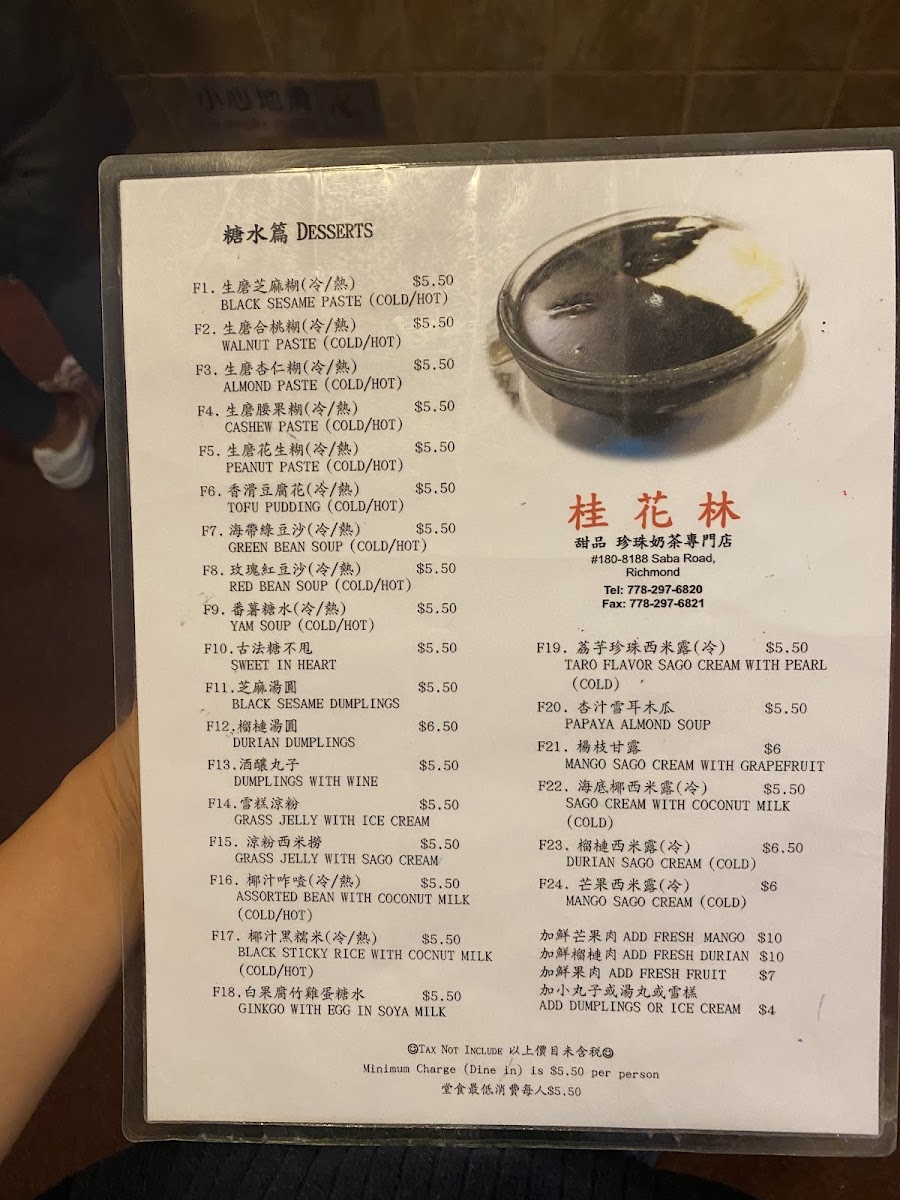 小心地滑
糖水篇 DESSERTS
F1. 生磨芝麻糊(冷/熱) $5.50
BLACK SESAME PASTE (COLD/HOT)
F2. 生磨合桃糊(冷/熱) $5.50
WALNUT PASTE (COLD/HOT)
F3. 生磨杏仁糊(冷/熱) $5.50
ALMOND PASTE (COLD/HOT)
F4. 生磨腰果糊(冷/熱) $5.50
CASHEW PASTE (COLD/HOT)
F5. 生磨花生糊(冷/熱) $5.50
PEANUT PASTE (COLD/HOT)
F6. 香滑豆腐花(冷/熱) $5.50
TOFU PUDDING (COLD/HOT)
F7. 海帶綠豆沙(冷/熱) $5.50
GREEN BEAN SOUP (COLD/HOT)
F8. 玫瑰紅豆沙(冷/熱) $5.50
RED BEAN SOUP (COLD/HOT)
F9. 番薯糖水(冷/熱) $5.50
YAM SOUP (COLD/HOT)
F10. 古法糖不甩 $5.50
SWEET IN HEART
F11. 芝麻湯圓 $5.50
BLACK SESAME DUMPLINGS
F12. 榴槤湯圓 $6.50
DURIAN DUMPLINGS
F13. 酒釀丸子 $5.50
DUMPLINGS WITH WINE
F14. 雪糕涼粉 $5.50
GRASS JELLY WITH ICE CREAM
F15. 涼粉西米撈 $5.50
GRASS JELLY WITH SAGO CREAM
F16. 椰汁咋喳(冷/熱) $5.50
ASSORTED BEAN WITH COCONUT MILK
(COLD/HOT)
F17. 椰汁黑糯米(冷/熱) $5.50
BLACK STICKY RICE WITH COCNUT MILK
(COLD/HOT)
F18. 白果腐竹雞蛋糖水 $5.50
GINKGO WITH EGG IN SOYA MILK
桂花林
甜品 珍珠奶茶專門店
#180-8188 Saba Road,
Richmond
Tel: 778-297-6820
Fax: 778-297-6821
F19. 荔芋珍珠西米露(冷) $5.50
TARO FLAVOR SAGO CREAM WITH PEARL
(COLD)
F20. 杏汁雪耳木瓜 $5.50
PAPAYA ALMOND SOUP
F21. 楊枝甘露 $6
MANGO SAGO CREAM WITH GRAPEFRUIT
F22. 海底椰西米露(冷) $5.50
SAGO CREAM WITH COCONUT MILK
(COLD)
F23. 榴槤西米露(冷) $6.50
DURIAN SAGO CREAM (COLD)
F24. 芒果西米露(冷) $6
MANGO SAGO CREAM (COLD)
加鮮芒果肉 ADD FRESH MANGO $10
加鮮榴槤肉 ADD FRESH DURIAN $10
加鮮果肉 ADD FRESH FRUIT $7
加小丸子或湯丸或雪糕
ADD DUMPLINGS OR ICE CREAM $4
☺TAX NOT INCLUDE 以上價目未含稅☺
Minimum Charge (Dine in) is $5.50 per person
堂食最低消費每人$5.50